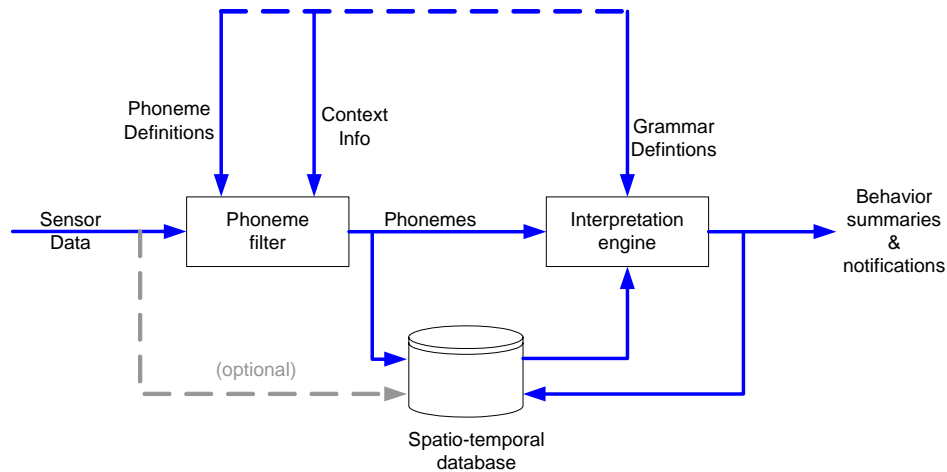 Phoneme
Definitions
Context
Info
Grammar
Defintions
Sensor
Data
Phoneme
filter
Phonemes
Interpretation
engine
Behavior
summaries
&
notifications
(optional)
Spatio-temporal
database